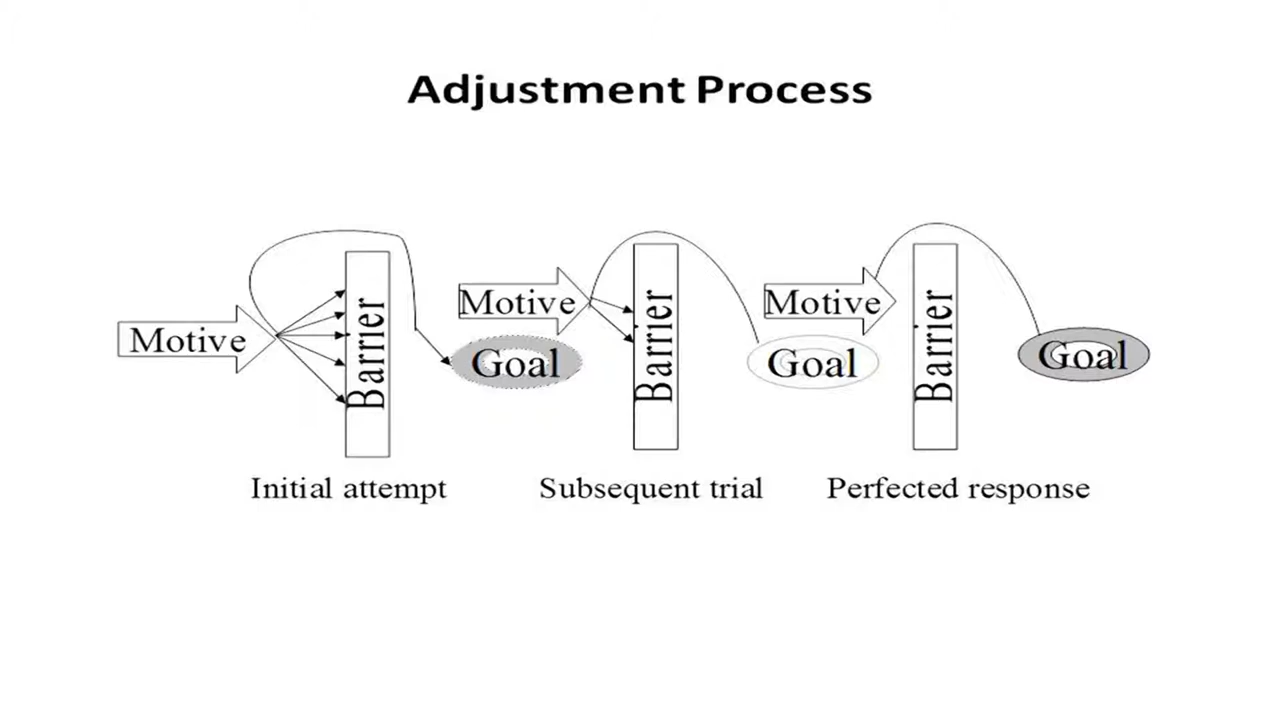 Adjustment Process
Motive
Barrier
Goal
Initial attempt
Motive
Barrier
Goal
Subsequent trial
Motive
Barrier
Goal
Perfected response